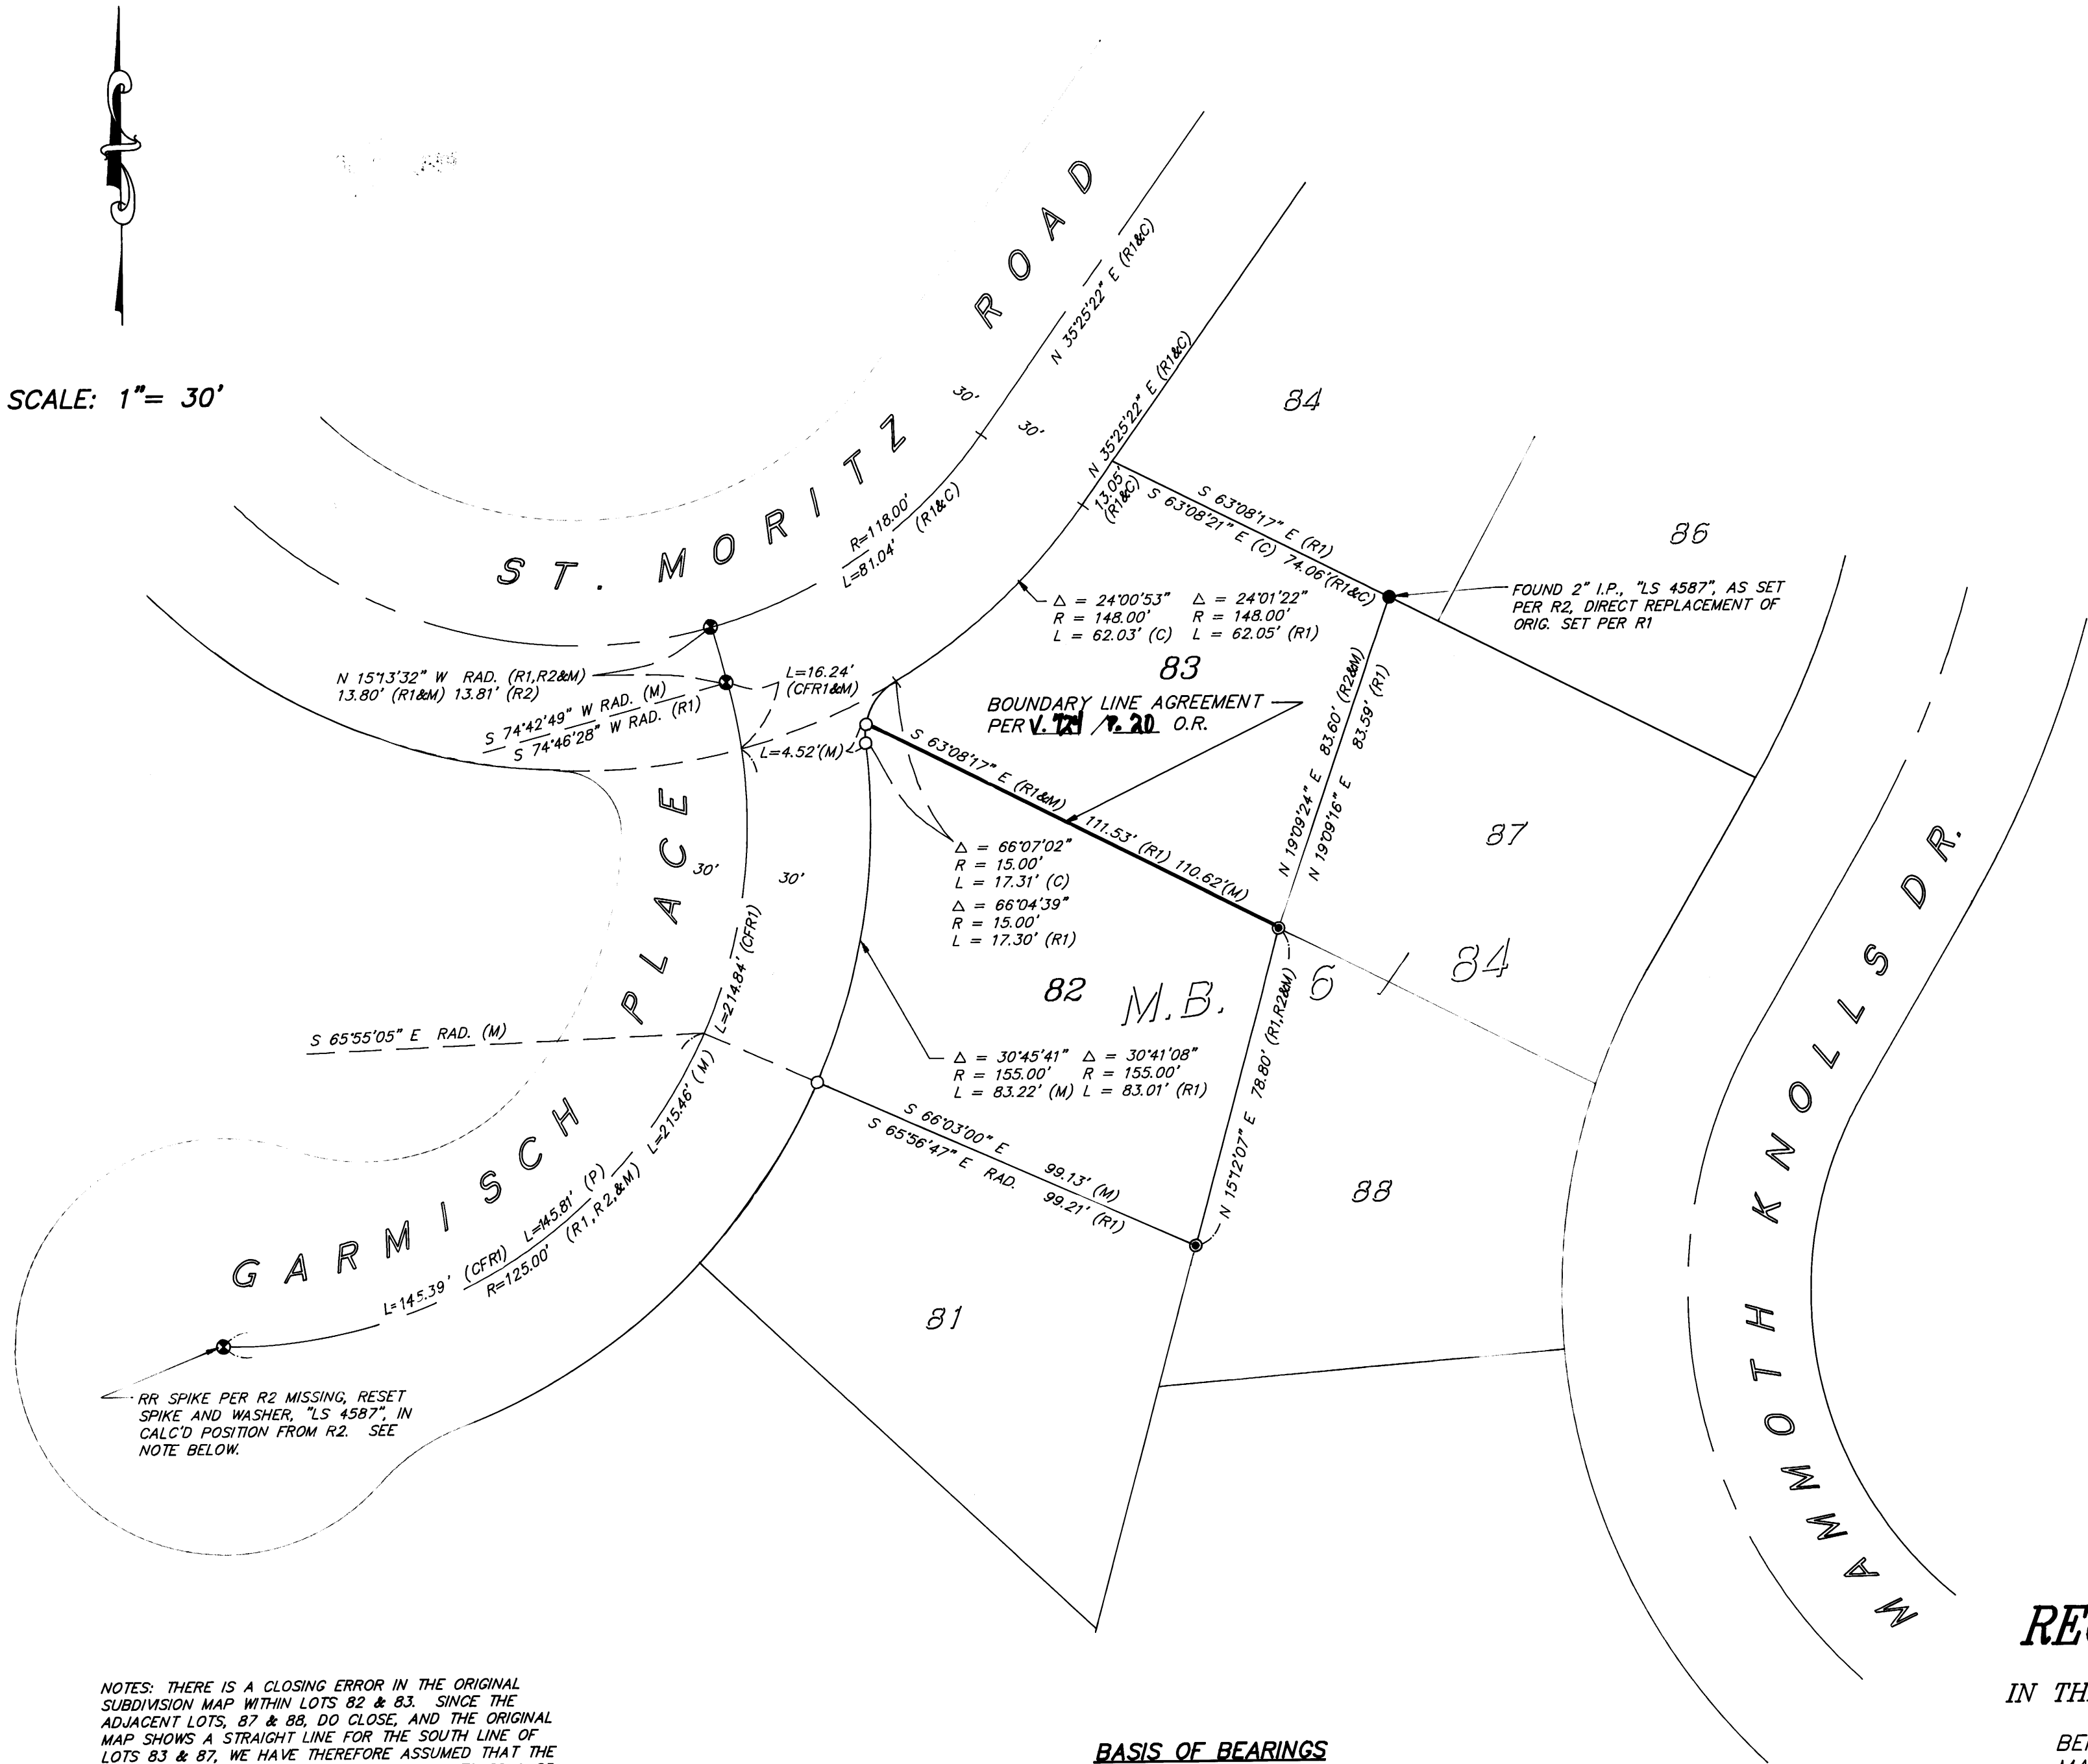 SCALE: 1"= 30'
ST. MORITZ ROAD
N 35°25'22" E (R1&C)
N 35°25'22" E (R1&C)
30'
30'
R=118.00'
L=81.04' (R1&C)
13.05'
(R1&C)
84
S 63°08'17" E (R1)
S 63°08'21" E (C) 74.06'(R1&C)
86
FOUND 2" I.P., "LS 4587", AS SET
PER R2, DIRECT REPLACEMENT OF
ORIG. SET PER R1
Δ = 24°00'53" Δ = 24°01'22"
R = 148.00' R = 148.00'
L = 62.03' (C) L = 62.05' (R1)
83
BOUNDARY LINE AGREEMENT
PER V. 724 / P. 20 O.R.
N 15°13'32" W RAD. (R1,R2&M)
13.80' (R1&M) 13.81' (R2)
S 74°42'49" W RAD. (M)
S 74°46'28" W RAD. (R1)
L=16.24'
(CFR1&M)
L=4.52'(M)
S 63°08'17" E (R1&M)
111.53' (R1) 110.62'(M)
N 19°09'24" E 83.60' (R2&M)
N 19°09'16" E 83.59' (R1)
87
Δ = 66°07'02"
R = 15.00'
L = 17.31' (C)
Δ = 66°04'39"
R = 15.00'
L = 17.30' (R1)
30'
30'
GARMISCH PLACE
L=214.84' (CFR1)
L=215.46' (M)
82
M.B. 6 / 84
N 15°12'07" E 78.80' (R1,R2&M)
S 65°55'05" E RAD. (M)
Δ = 30°45'41" Δ = 30°41'08"
R = 155.00' R = 155.00'
L = 83.22' (M) L = 83.01' (R1)
S 66°03'00" E 99.13' (M)
S 65°56'47" E RAD. 99.21' (R1)
88
L=145.39' (CFR1) L=145.81' (P)
R=125.00' (R1,R2,&M)
81
MAMMOTH KNOLLS DR.
RR SPIKE PER R2 MISSING, RESET
SPIKE AND WASHER, "LS 4587", IN
CALC'D POSITION FROM R2. SEE
NOTE BELOW.
NOTES: THERE IS A CLOSING ERROR IN THE ORIGINAL
SUBDIVISION MAP WITHIN LOTS 82 & 83. SINCE THE
ADJACENT LOTS, 87 & 88, DO CLOSE, AND THE ORIGINAL
MAP SHOWS A STRAIGHT LINE FOR THE SOUTH LINE OF
LOTS 83 & 87, WE HAVE THEREFORE ASSUMED THAT THE
BASIS OF BEARINGS
IN